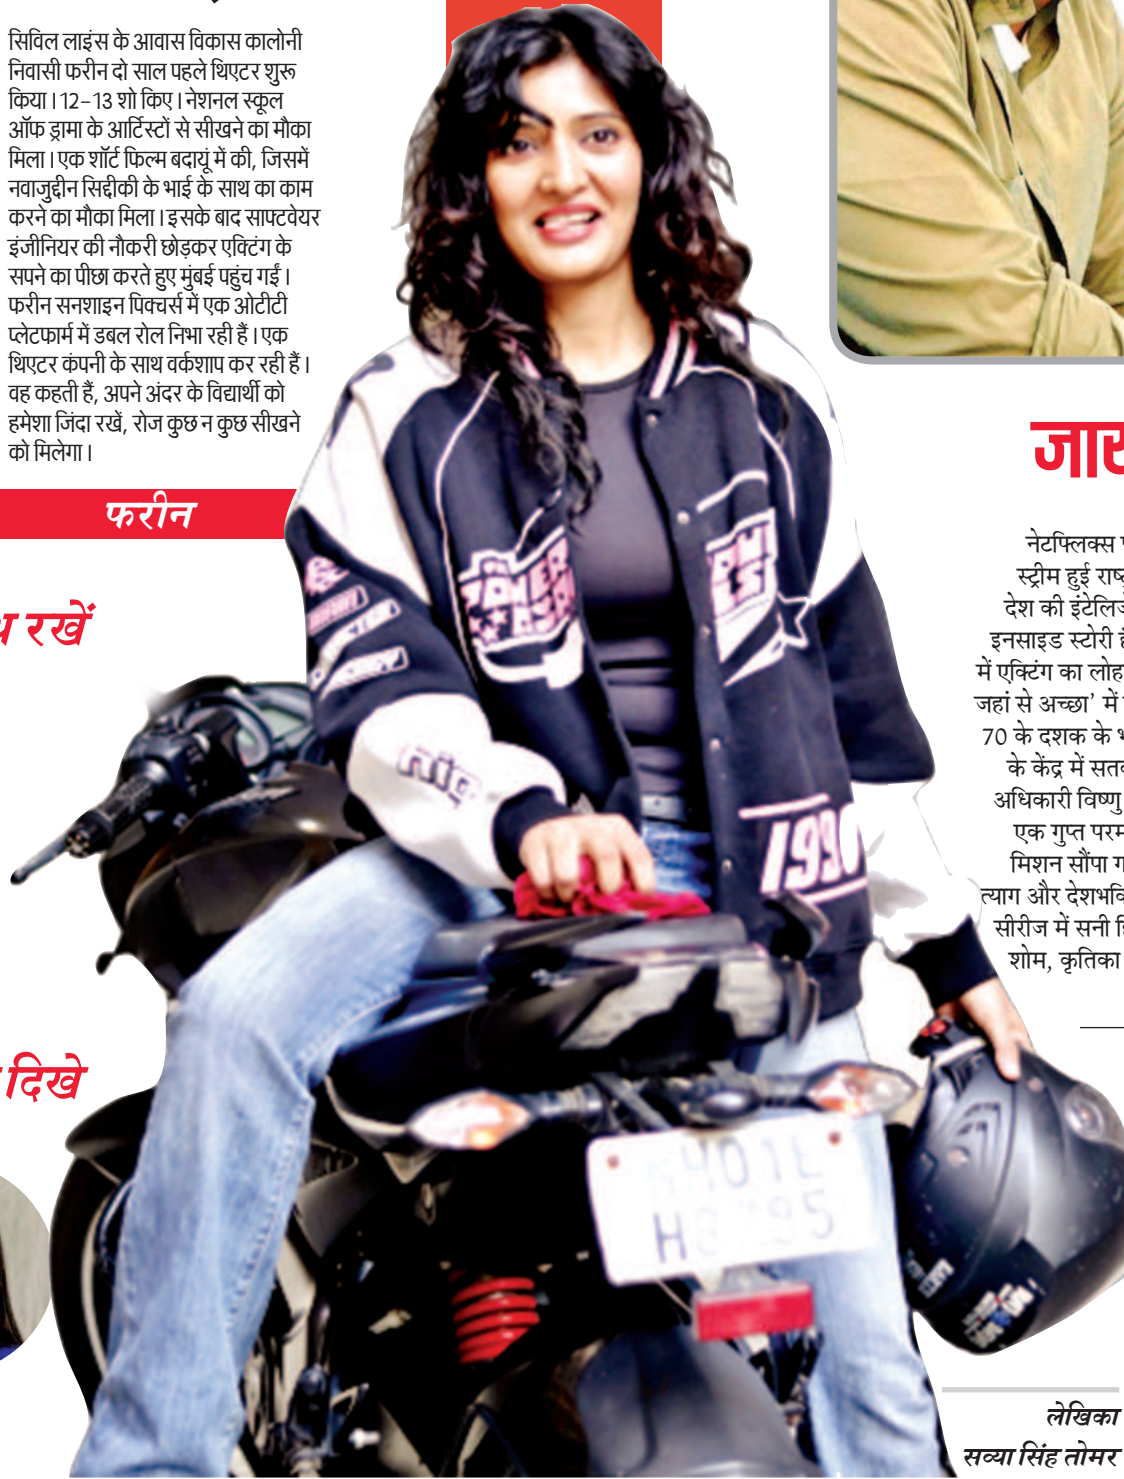 सिविल लाइंस के आवास विकास कालोनी
निवासी फरीन दो साल पहले थिएटर शुरू
किया। 12-13 शो किए। नेशनल स्कूल
ऑफ ड्रामा के आर्टिस्टों से सीखने का मौका
मिला। एक शॉर्ट फिल्म बदायूं में की, जिसमें
नवाजुद्दीन सिद्दीकी के भाई के साथ का काम
करने का मौका मिला। इसके बाद साफ्टवेयर
इंजीनियर की नौकरी छोड़कर एक्टिंग के
सपने का पीछा करते हुए मुंबई पहुंच गईं।
फरीन सनशाइन पिक्चर्स में एक ओटीटी
प्लेटफार्म में डबल रोल निभा रही हैं। एक
थिएटर कंपनी के साथ वर्कशाप कर रही हैं।
वह कहती हैं, अपने अंदर के विद्यार्थी को
हमेशा जिंदा रखें, रोज कुछ न कुछ सीखने
को मिलेगा।
फरीन
रखें
दिखे
नेटफ्लिक्स
स्ट्रीम हुई
देश की
इनसाइड स्टोरी
में एक्टिंग का
जहां से अच्छा’ में
70 के दशक के
के केंद्र में
अधिकारी विष्णु
एक गुप्त
मिशन सौंपा
त्याग और
सीरीज में सनी
शोम, कृतिका
1990
लेखिका
सव्या सिंह तोमर